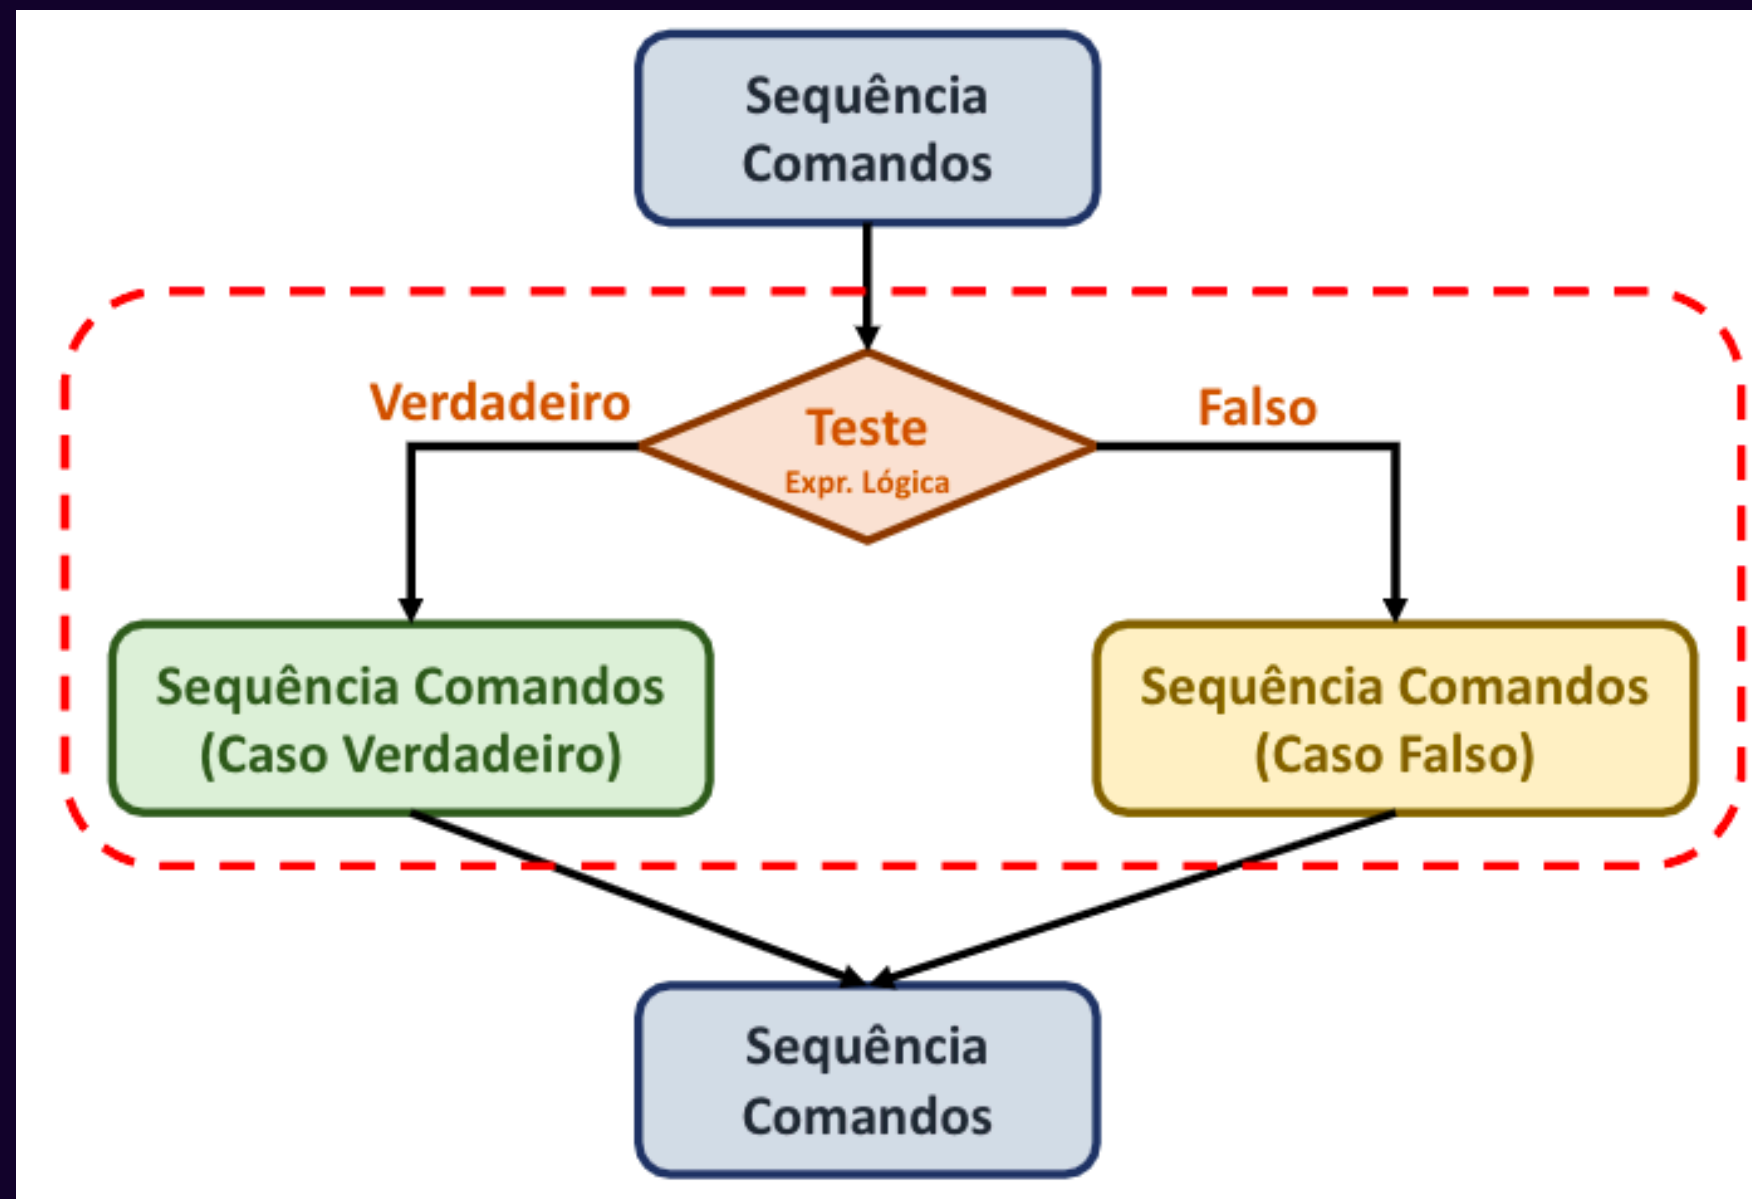 Sequência
Comandos
Verdadeiro
Teste
Expr. Lógica
Falso
Sequência Comandos
(Caso Verdadeiro)
Sequência Comandos
(Caso Falso)
Sequência
Comandos